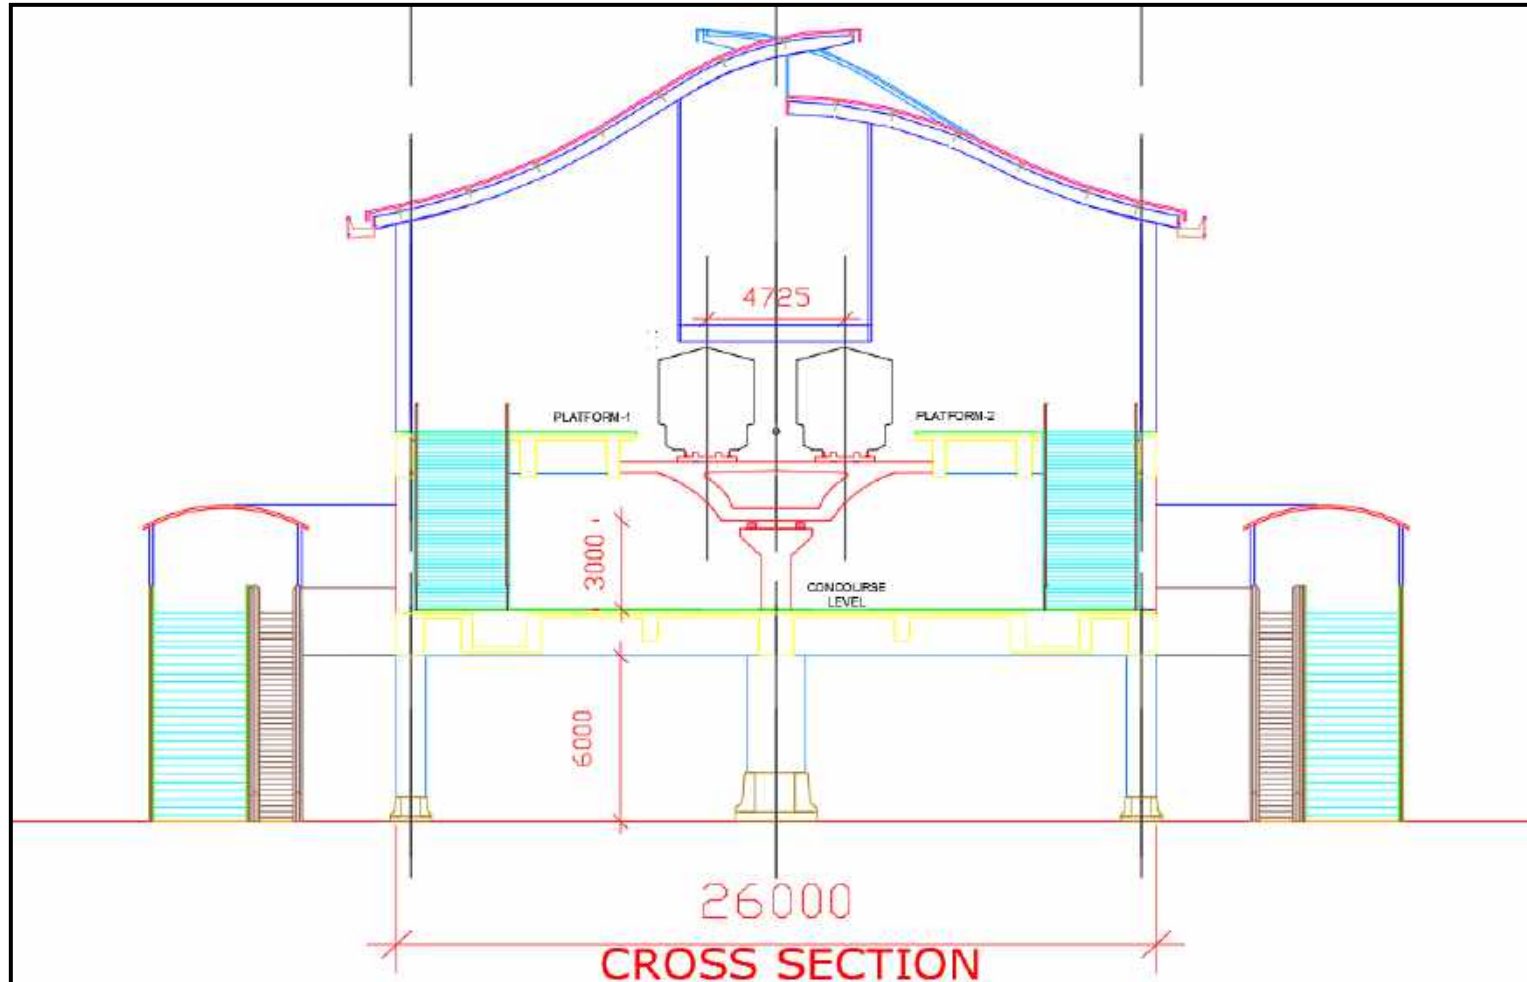 4725
PLATFORM-1
PLATFORM-2
3000
CONCOURSE
LEVEL
6000
26000
CROSS SECTION